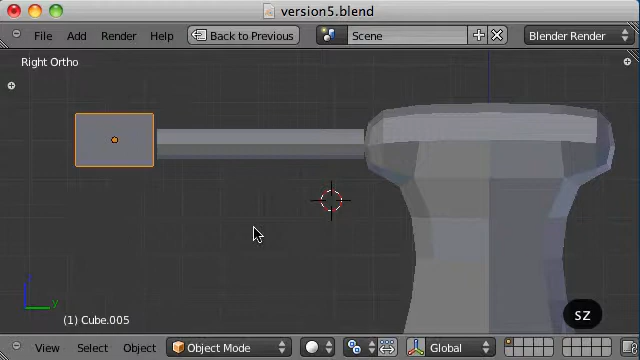 version5.blend
File Add Render Help Back to Previous Scene Blender Render
Right Ortho
z
y
(1) Cube.005
sz
View Select Object Object Mode Global